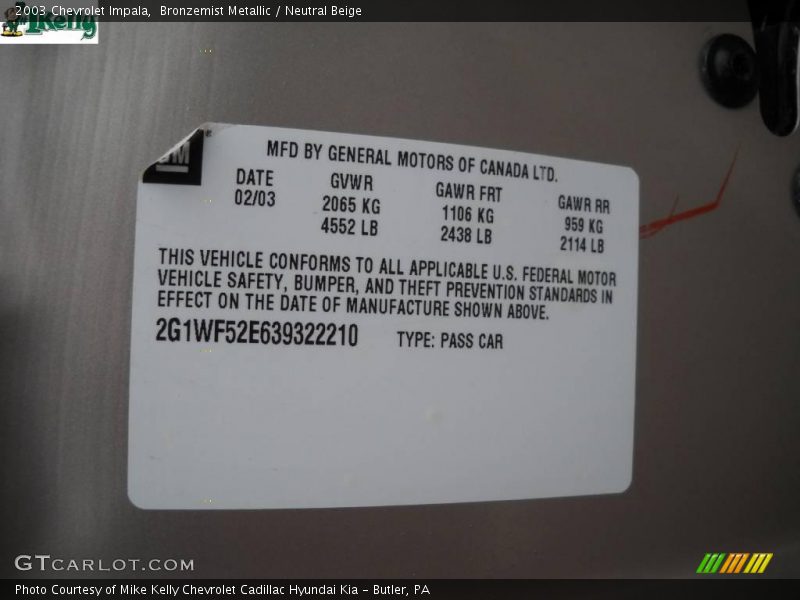 2003 Chevrolet Impala, Bronzemist Metallic / Neutral Beige
Kelly
GM
MFD BY GENERAL MOTORS OF CANADA LTD.
DATE GVWR GAWR FRT GAWR RR
02/03 2065 KG 1106 KG 959 KG
4552 LB 2438 LB 2114 LB
THIS VEHICLE CONFORMS TO ALL APPLICABLE U.S. FEDERAL MOTOR
VEHICLE SAFETY, BUMPER, AND THEFT PREVENTION STANDARDS IN
EFFECT ON THE DATE OF MANUFACTURE SHOWN ABOVE.
2G1WF52E639322210 TYPE: PASS CAR
GTCARLOT.COM
Photo Courtesy of Mike Kelly Chevrolet Cadillac Hyundai Kia - Butler, PA